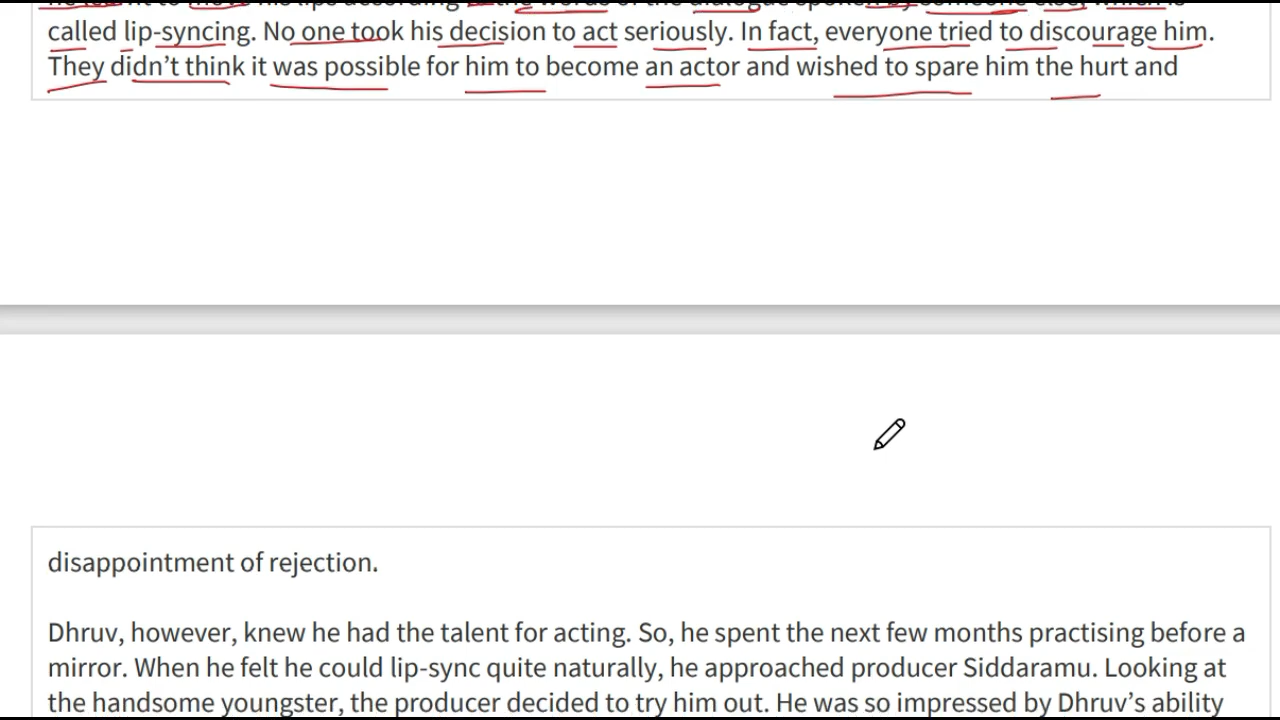 called lip-syncing. No one took his decision to act seriously. In fact, everyone tried to discourage him.
They didn’t think it was possible for him to become an actor and wished to spare him the hurt and
disappointment of rejection.
Dhruv, however, knew he had the talent for acting. So, he spent the next few months practising before a
mirror. When he felt he could lip-sync quite naturally, he approached producer Siddaramu. Looking at
the handsome youngster, the producer decided to try him out. He was so impressed by Dhruv’s ability